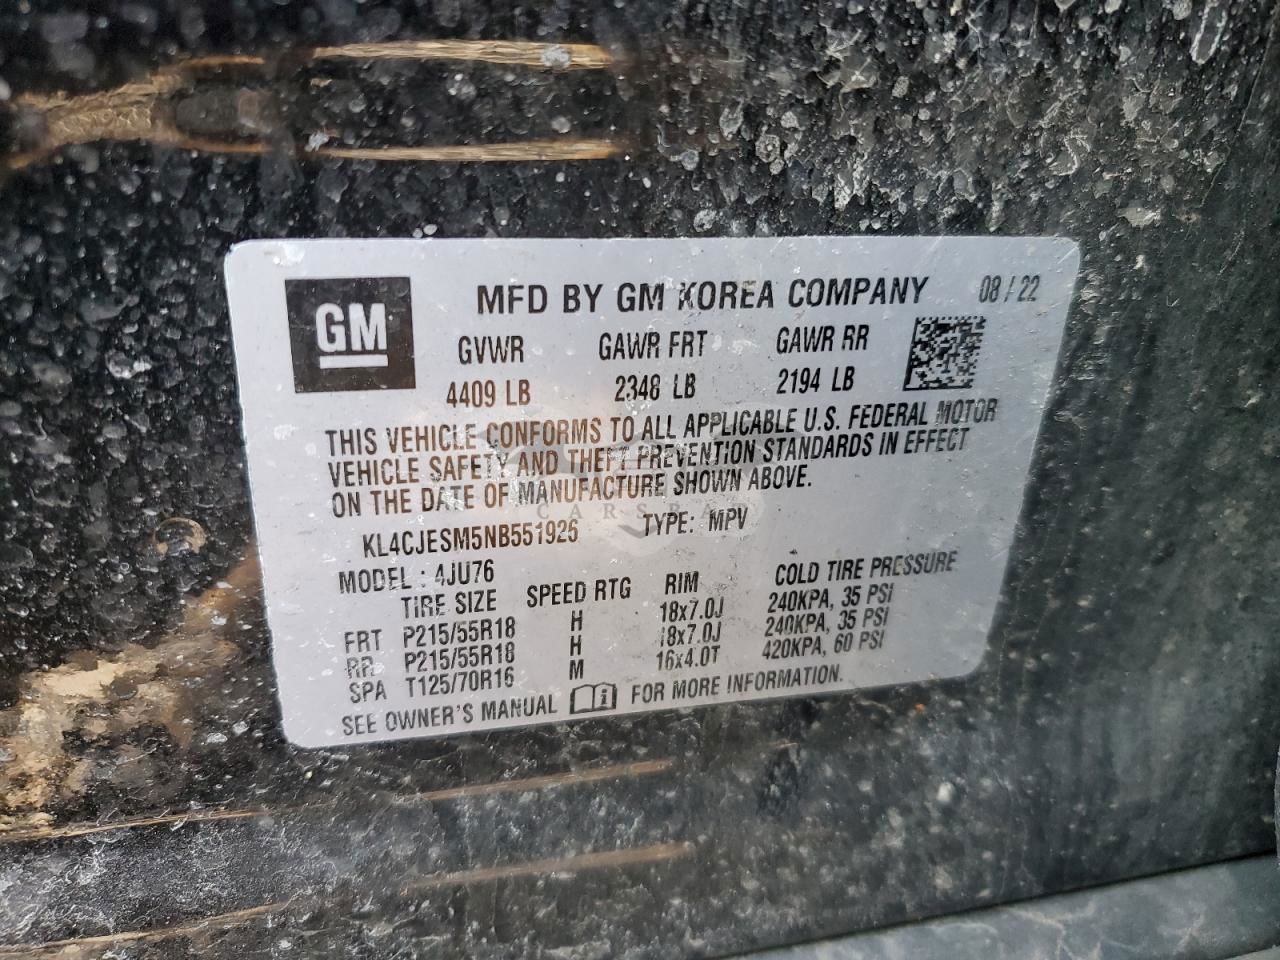 GM
MFD BY GM KOREA COMPANY 08/22
GVWR GAWR FRT GAWR RR
4409 LB 2348 LB 2194 LB
THIS VEHICLE CONFORMS TO ALL APPLICABLE U.S. FEDERAL MOTOR
VEHICLE SAFETY AND THEFT PREVENTION STANDARDS IN EFFECT
ON THE DATE OF MANUFACTURE SHOWN ABOVE.
CARSBAD
KL4CJESM5NB551926 TYPE: MPV
MODEL : 4JU76
TIRE SIZE SPEED RTG RIM COLD TIRE PRESSURE
FRT P215/55R18 H 18x7.0J 240KPA, 35 PSI
RR P215/55R18 H 18x7.0J 240KPA, 35 PSI
SPA T125/70R16 M 16x4.0T 420KPA, 60 PSI
SEE OWNER'S MANUAL i FOR MORE INFORMATION.